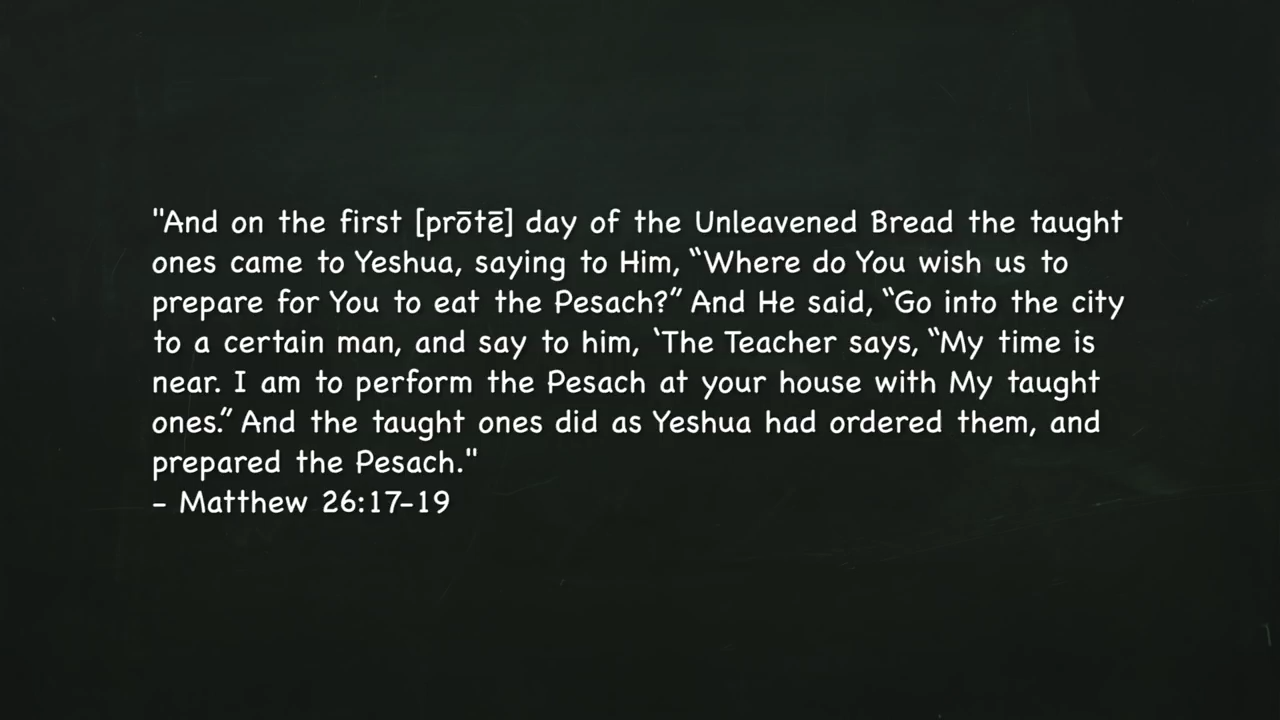 "And on the first [prōtē] day of the Unleavened Bread the taught
ones came to Yeshua, saying to Him, “Where do You wish us to
prepare for You to eat the Pesach?” And He said, “Go into the city
to a certain man, and say to him, ‘The Teacher says, “My time is
near. I am to perform the Pesach at your house with My taught
ones.” And the taught ones did as Yeshua had ordered them, and
prepared the Pesach."
– Matthew 26:17–19